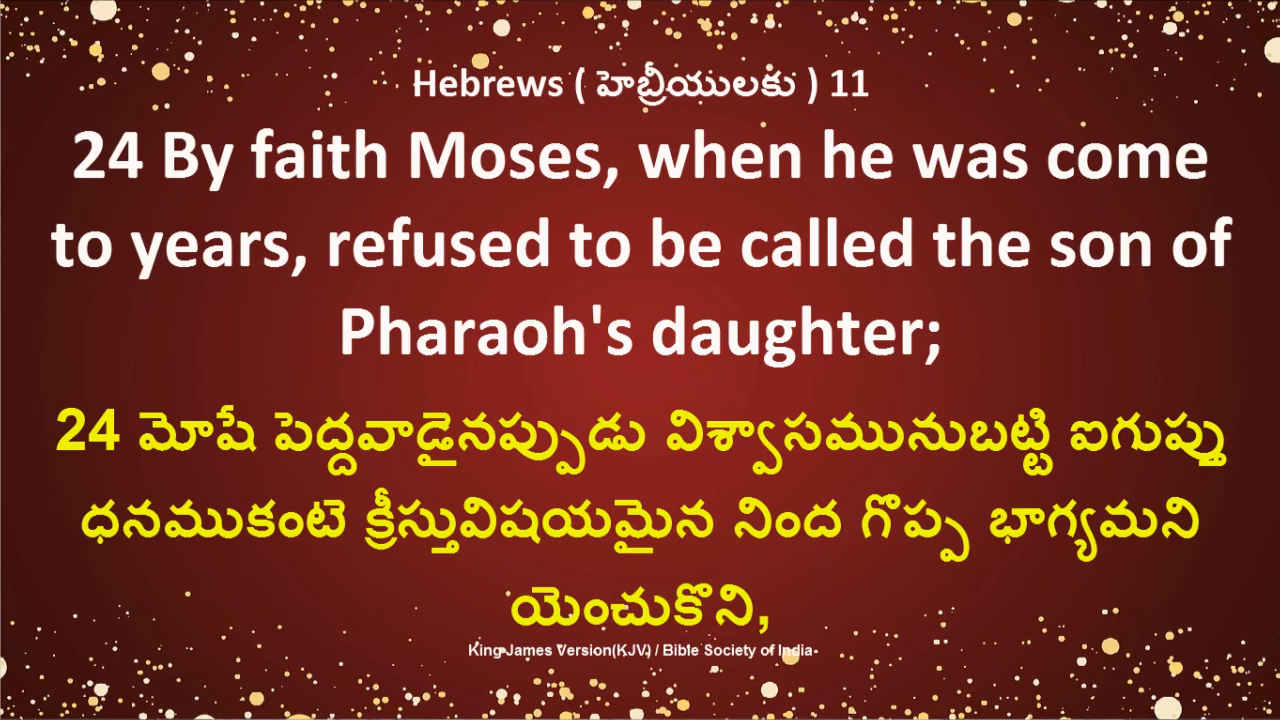 Hebrews ( హెబ్రీయులకు ) 11
24 By faith Moses, when he was come
to years, refused to be called the son of
Pharaoh's daughter;
24 మోషే పెద్దవాడైనప్పుడు విశ్వాసమునుబట్టి ఐగుప్తు
ధనముకంటె క్రీస్తువిషయమైన నింద గొప్ప భాగ్యమని
యెంచుకొని,
King James Version(KJV) / Bible Society of India